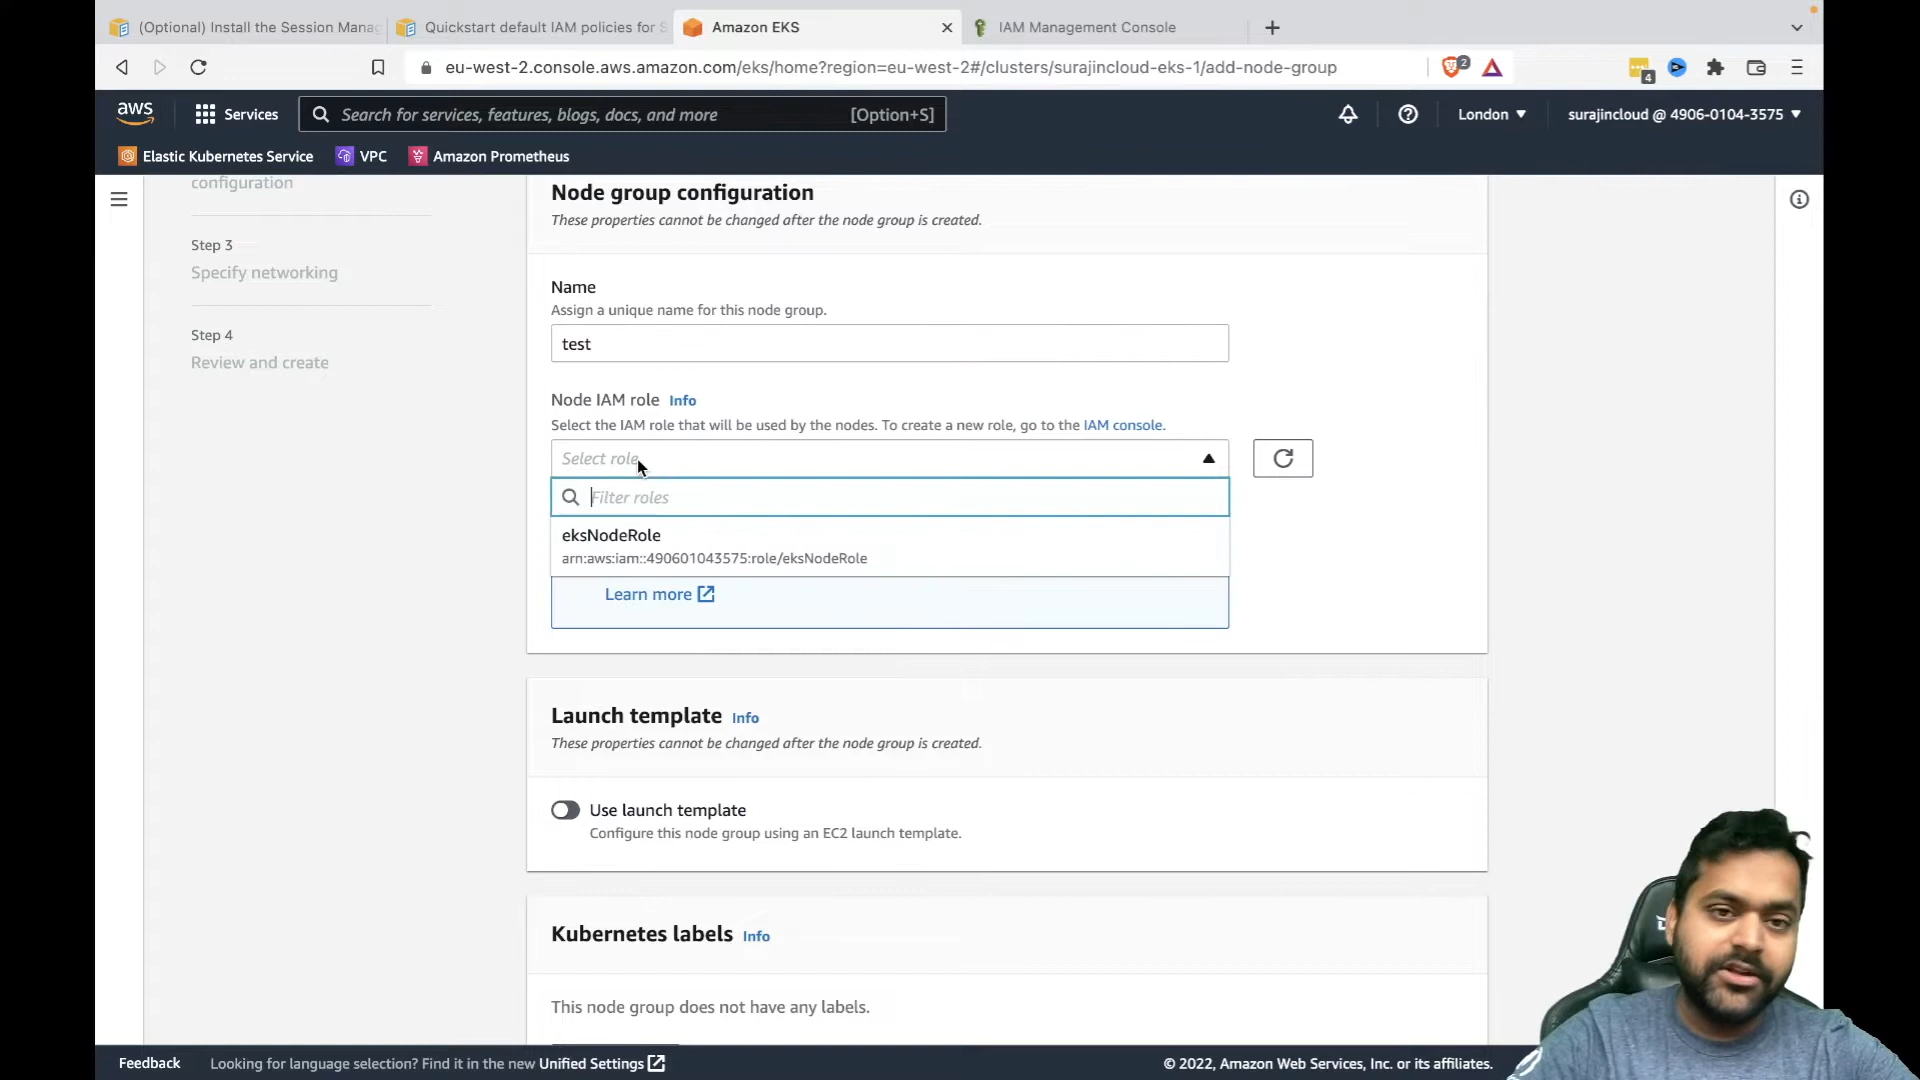 (Optional) Install the Session Manag
Quickstart default IAM policies for S
Amazon EKS
IAM Management Console
eu-west-2.console.aws.amazon.com/eks/home?region=eu-west-2#/clusters/surajincloud-eks-1/add-node-group
2
4
aws
Services
Search for services, features, blogs, docs, and more
[Option+S]
London
surajincloud @ 4906-0104-3575
Elastic Kubernetes Service
VPC
Amazon Prometheus
configuration
Step 3
Specify networking
Step 4
Review and create
Node group configuration
These properties cannot be changed after the node group is created.
Name
Assign a unique name for this node group.
test
Node IAM role Info
Select the IAM role that will be used by the nodes. To create a new role, go to the IAM console.
Select role
Filter roles
eksNodeRole
arn:aws:iam::490601043575:role/eksNodeRole
Learn more
Launch template Info
These properties cannot be changed after the node group is created.
Use launch template
Configure this node group using an EC2 launch template.
Kubernetes labels Info
This node group does not have any labels.
Feedback
Looking for language selection? Find it in the new Unified Settings
© 2022, Amazon Web Services, Inc. or its affiliates.